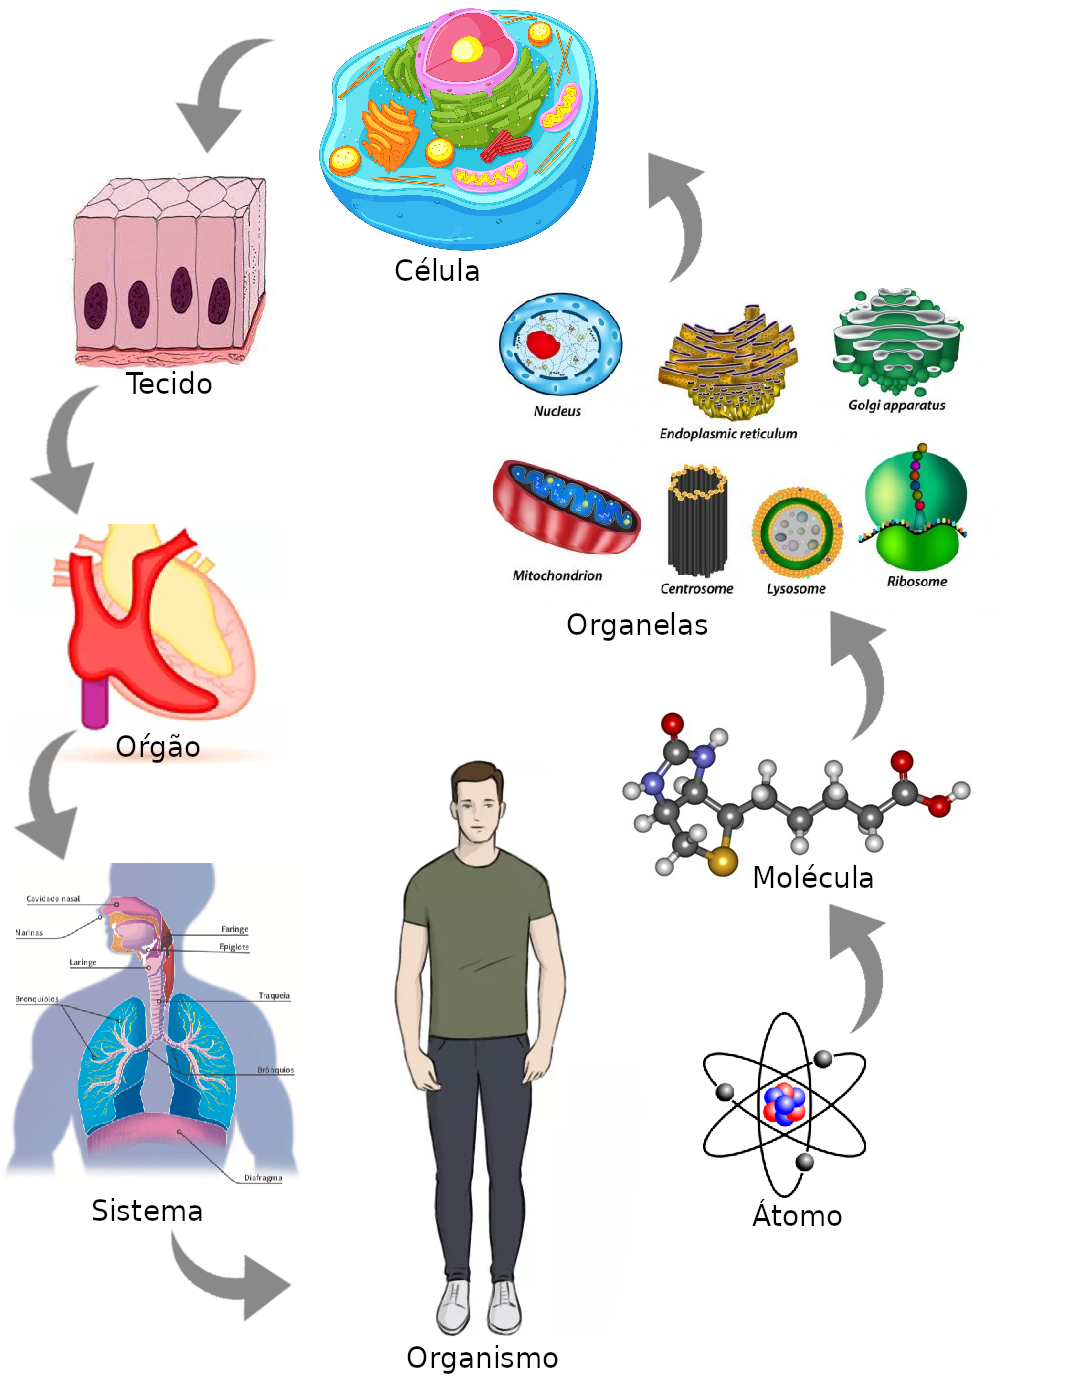 Célula
Tecido
Nucleus
Endoplasmic reticulum
Golgi apparatus
Mitochondrion
Centrosome
Lysosome
Ribosome
Organelas
Oŕgão
Molécula
Cavidade nasal
Narinas
Laringe
Bronquíolos
Faringe
Epiglote
Traqueia
Brônquios
Diafragma
Sistema
Átomo
Organismo